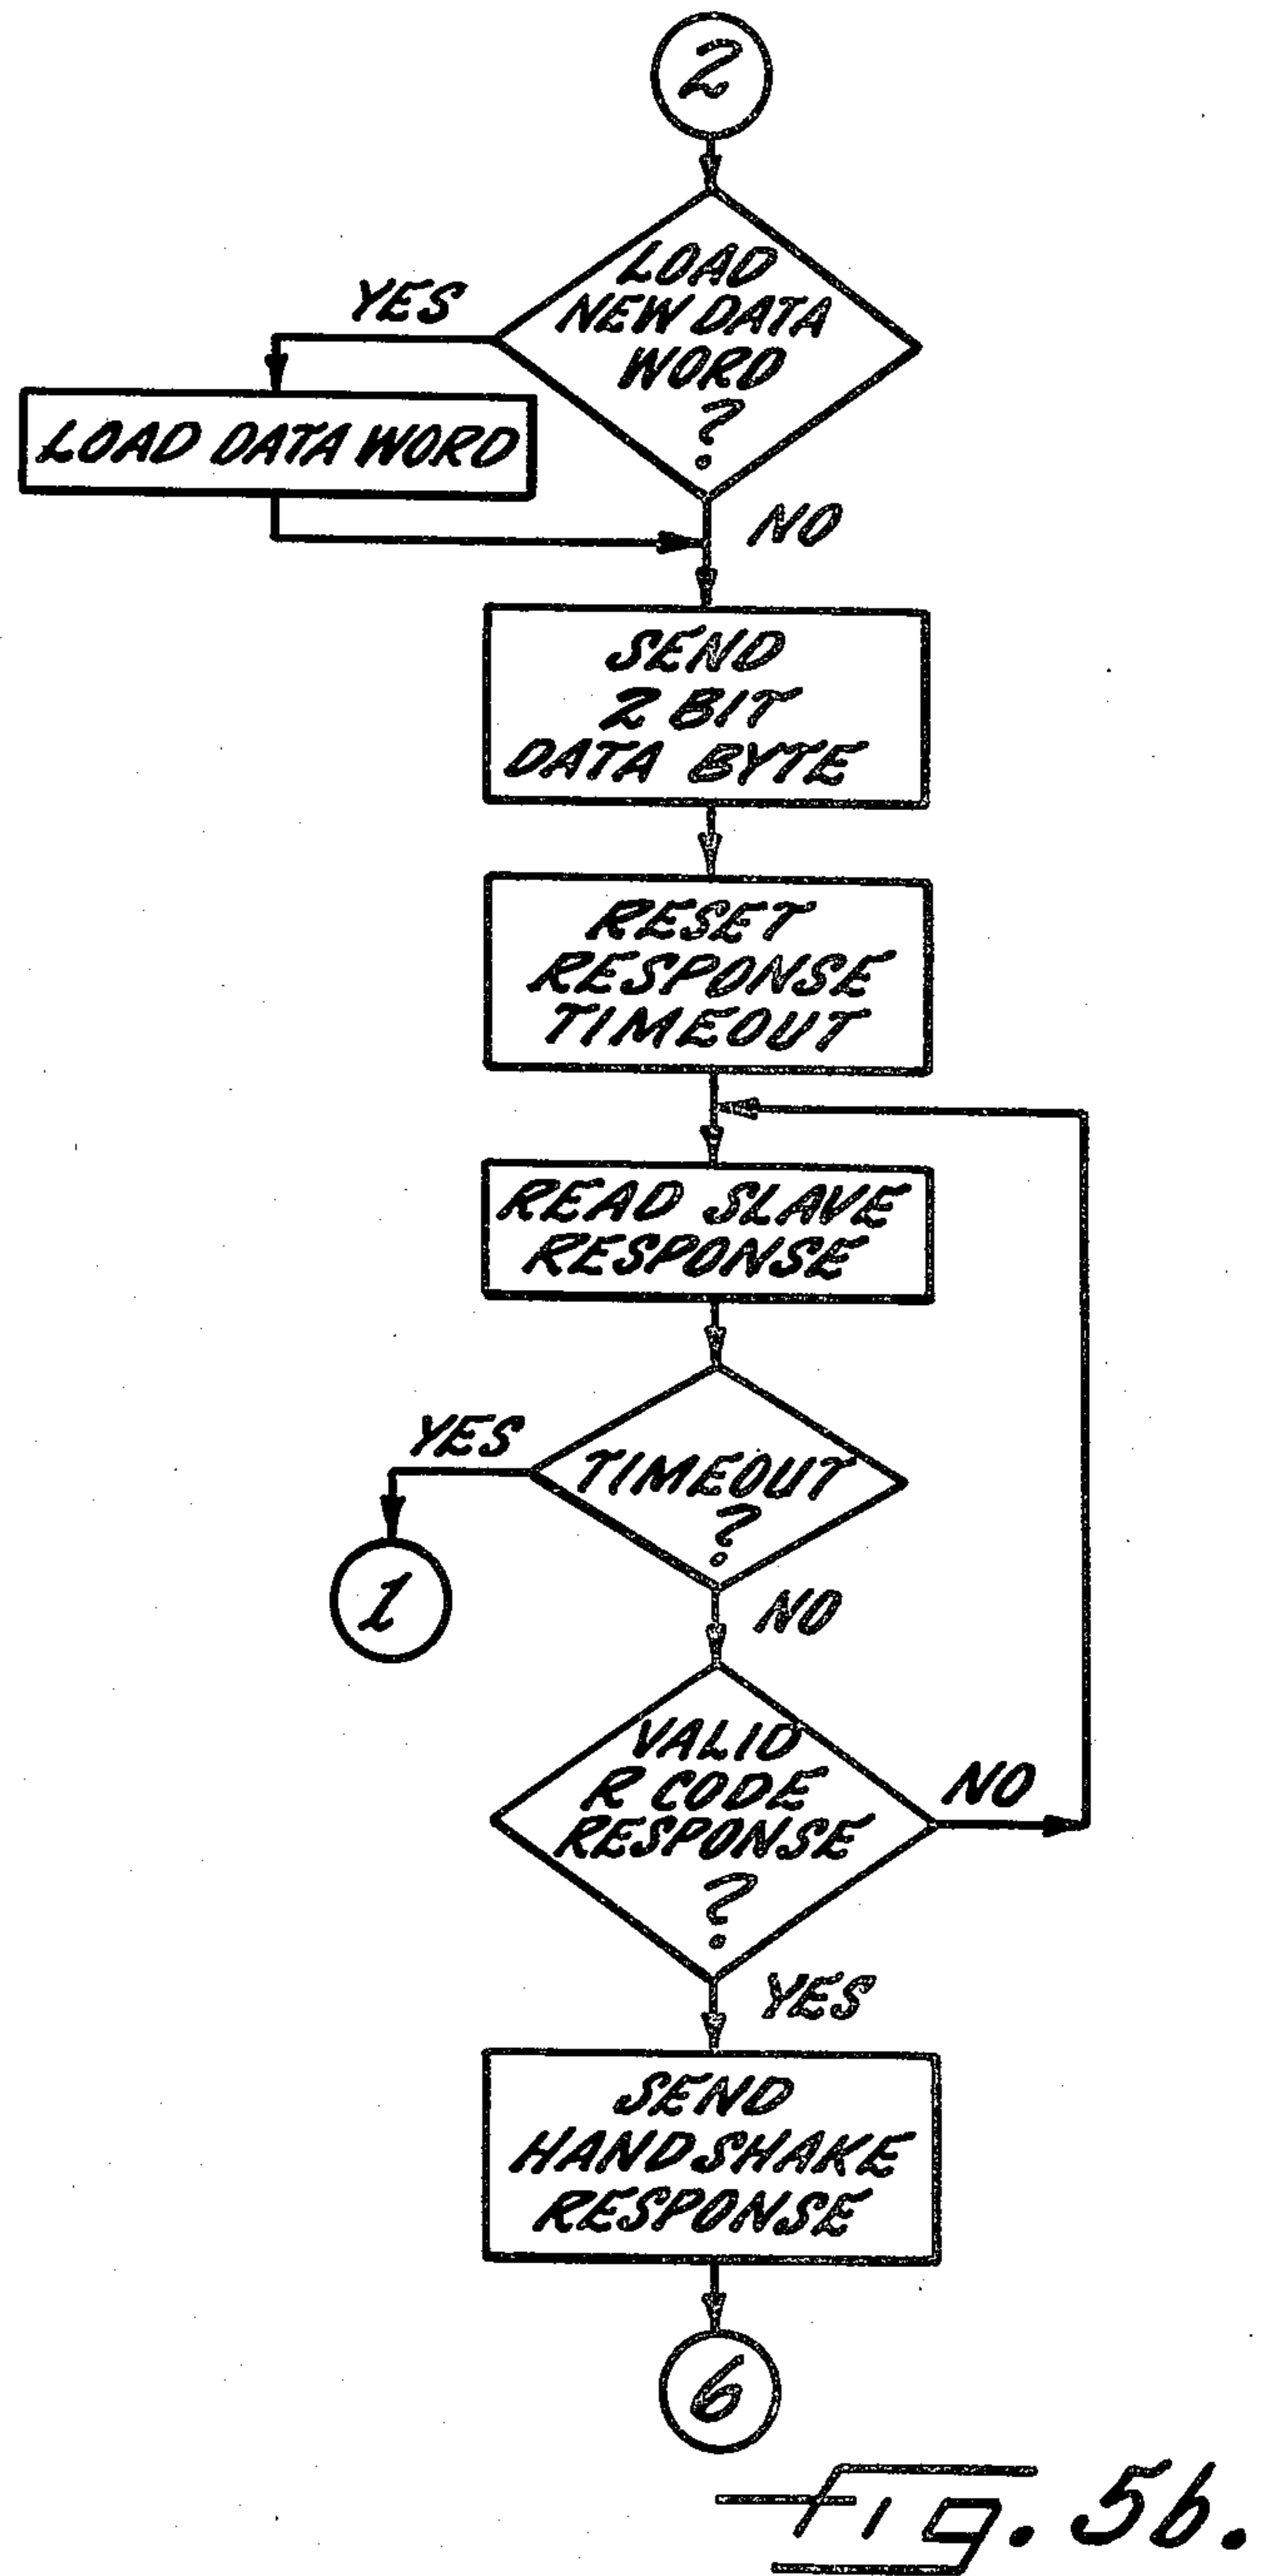 2
LOAD
NEW DATA
WORD
?
YES
LOAD DATA WORD
NO
SEND
2 BIT
DATA BYTE
RESET
RESPONSE
TIMEOUT
READ SLAVE
RESPONSE
YES
TIMEOUT
?
1
NO
VALID
R CODE
RESPONSE
?
NO
YES
SEND
HANDSHAKE
RESPONSE
6
Fig. 5b.